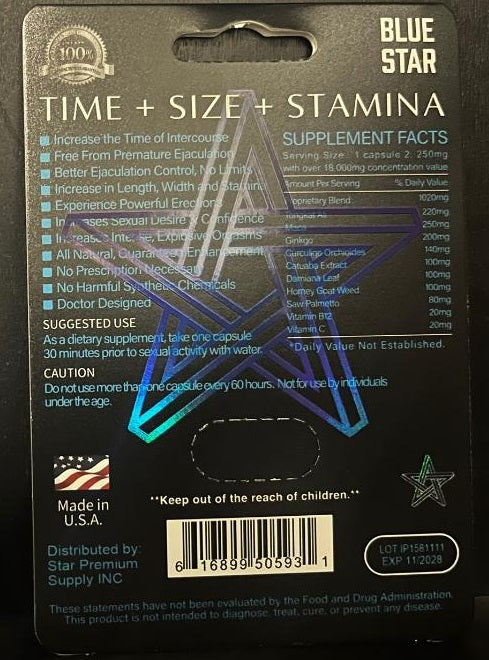 100%
BLUE
STAR
TIME + SIZE + STAMINA
Increase the Time of Intercourse
Free From Premature Ejaculation
Better Ejaculation Control, No Limits
Increase in Length, Width and Stamina
Experience Powerful Erections
Increases Sexual Desire & Confidence
Increase Intense, Explosive Orgasms
All Natural, Guaranteed Enhancement
No Prescription Necessary
No Harmful Synthetic Chemicals
Doctor Designed
SUGGESTED USE
As a dietary supplement, take one capsule
30 minutes prior to sexual activity with water.
CAUTION
Do not use more than one capsule every 60 hours. Not for use by individuals
under the age.
SUPPLEMENT FACTS
Serving Size: 1 capsule 2, 250mg
with over 18.000mg concentration value
Amount Per Serving % Daily Value
Proprietary Blend 1020mg
Tongkat Ali 220mg
Maca 250mg
Ginkgo 200mg
Curculigo Orchioides 140mg
Catuaba Extract 100mg
Damiana Leaf 100mg
Horney Goat Weed 100mg
Saw Palmetto 80mg
Vitamin B12 20mg
Vitamin C 20mg
*Daily Value Not Established.
Made in
U.S.A.
**Keep out of the reach of children.**
Distributed by:
Star Premium
Supply INC
6 16899 50593 1
LOT IP1581111
EXP 11/2028
These statements have not been evaluated by the Food and Drug Administration.
This product is not intended to diagnose, treat, cure, or prevent any disease.